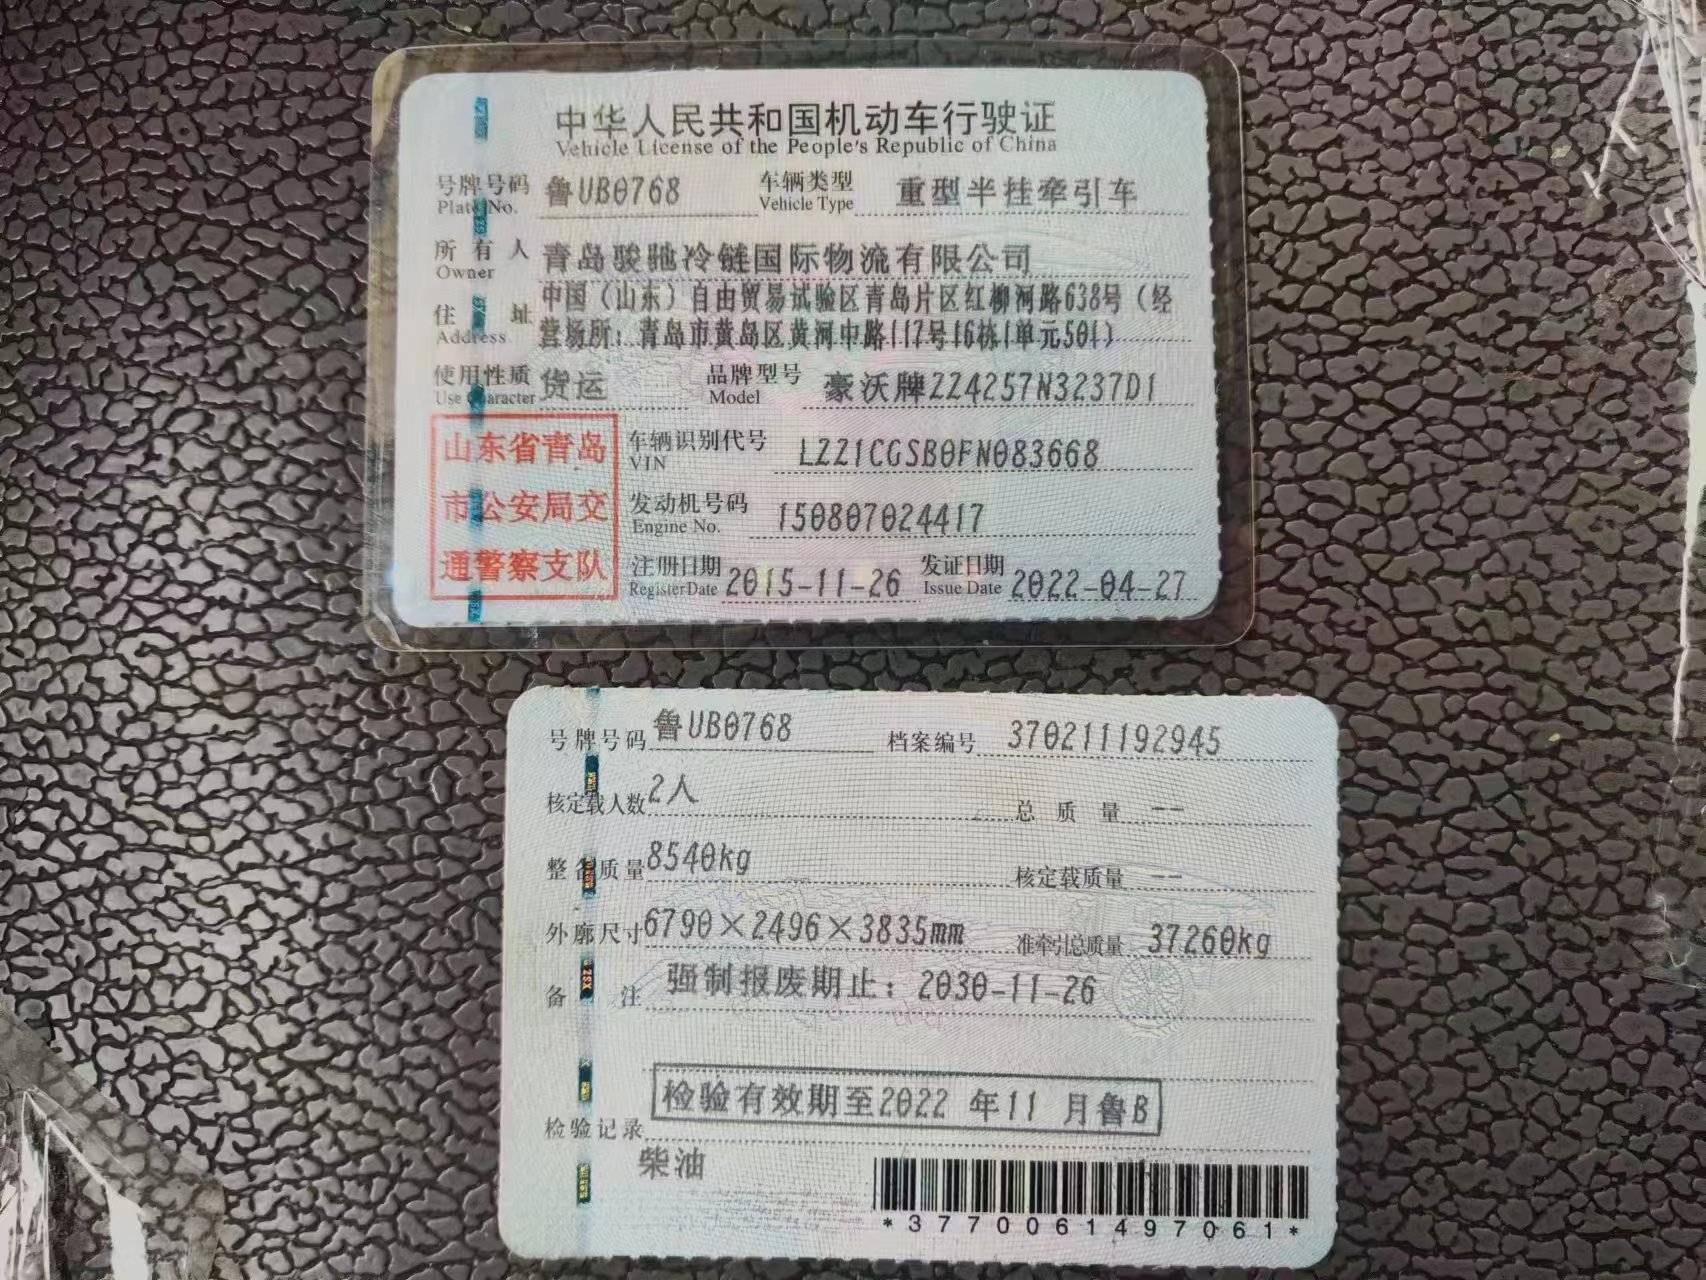 中华人民共和国机动车行驶证
Vehicle License of the People's Republic of China
号牌号码 鲁UB0768 车辆类型 重型半挂牵引车
Plate No. Vehicle Type
所有人 青岛骏驰冷链国际物流有限公司
Owner
住址 中国（山东）自由贸易试验区青岛片区红柳河路638号（经
Address 营场所：青岛市黄岛区黄河中路117号16栋1单元501）
使用性质 货运 品牌型号 豪沃牌ZZ4257N3237D1
Use Character Model
山东省青岛
市公安局交
通警察支队
车辆识别代号 LZZ1CGSB0FN083668
VIN
发动机号码 150807024417
Engine No.
注册日期 2015-11-26 发证日期 2022-04-27
Register Date Issue Date
号牌号码 鲁UB0768 档案编号 370211192945
核定载人数 2人 总质量 --
整备质量 8540kg 核定载质量 --
外廓尺寸 6790×2496×3835mm 准牵引总质量 37260kg
备注 强制报废期止：2030-11-26
检验有效期至2022 年11 月鲁B
检验记录
柴油
*3770061497061*